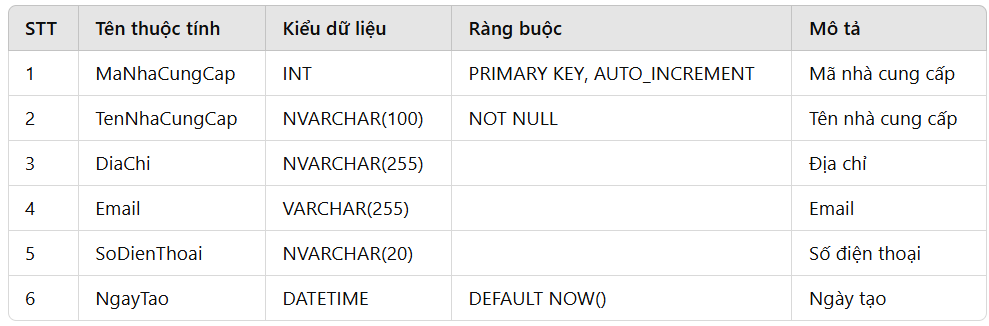 STT Tên thuộc tính Kiểu dữ liệu Ràng buộc Mô tả
1 MaNhaCungCap INT PRIMARY KEY, AUTO_INCREMENT Mã nhà cung cấp
2 TenNhaCungCap NVARCHAR(100) NOT NULL Tên nhà cung cấp
3 DiaChi NVARCHAR(255) Địa chỉ
4 Email VARCHAR(255) Email
5 SoDienThoai NVARCHAR(20) Số điện thoại
6 NgayTao DATETIME DEFAULT NOW() Ngày tạo